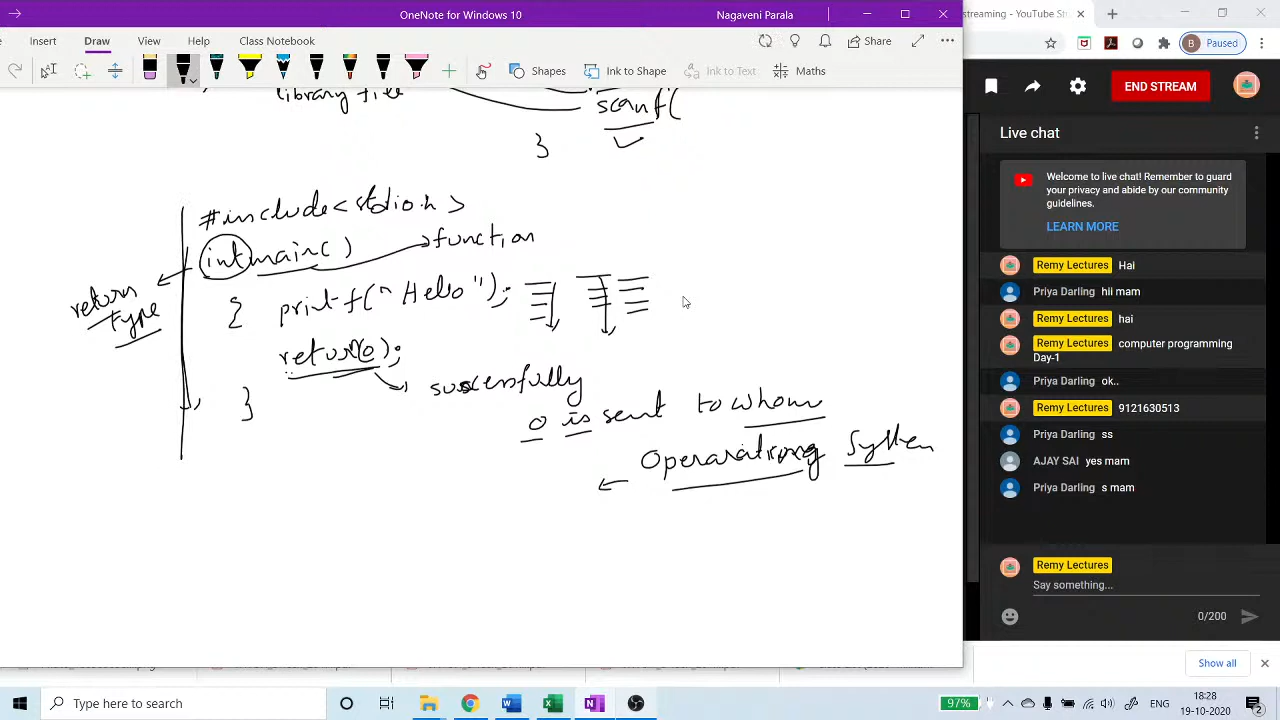 OneNote for Windows 10
Nagaveni Parala
streaming - YouTube St
Insert Draw View Help Class Notebook
Share
B Paused
Shapes Ink to Shape Ink to Text Maths
END STREAM
library file
scanf(
}
#include<stdio.h>
int main() function
return type
{ printf("Hello");
return(0);
successfully
}
0 is sent to whom
Operarating System
Live chat
Welcome to live chat! Remember to guard
your privacy and abide by our community
guidelines.
LEARN MORE
Remy Lectures Hai
Priya Darling hii mam
Remy Lectures hai
Remy Lectures computer programming
Day-1
Priya Darling ok..
Remy Lectures 9121630513
Priya Darling ss
AJAY SAI yes mam
Priya Darling s mam
Remy Lectures
Say something...
0/200
Show all
Type here to search
97%
ENG
18:28
19-10-2020
2